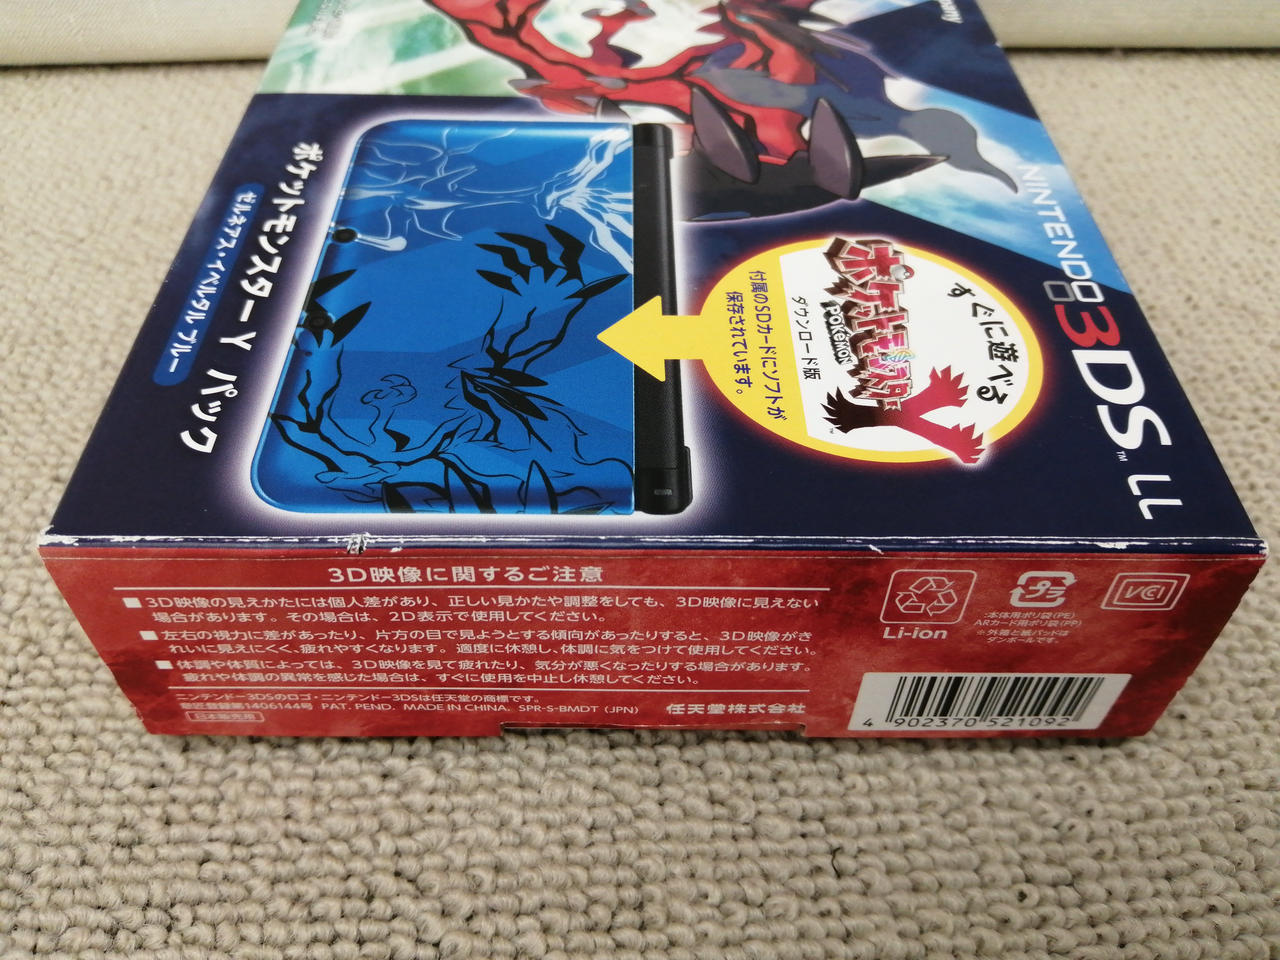 NINTENDO 3DS LL
すぐに遊べる
ポケットモンスター
POKÉMON
Y
ダウンロード版
付属のSDカードにソフトが
保存されています。
ポケットモンスター Y パック
ゼルネアス・イベルタル ブルー
3D映像に関するご注意
■ 3D映像の見えかたには個人差があり、正しい見かたや調整をしても、3D映像に見えない
場合があります。その場合は、2D表示で使用してください。
■ 左右の視力に差があったり、片方の目で見ようとする傾向があったりすると、3D映像がき
れいに見えにくく、疲れやすくなります。適度に休憩し、体調に気をつけて使用してください。
■ 体調や体質によっては、3D映像を見て疲れたり、気分が悪くなったりする場合があります。
疲れや体調の異常を感じた場合は、すぐに使用を中止し休憩してください。
ニンテンドー3DSのロゴ・ニンテンドー3DSは任天堂の商標です。
意匠登録第1406144号 PAT. PEND. MADE IN CHINA. SPR-S-BMDT (JPN) 任天堂株式会社
日本販売用
Li-ion
プラ
:本体用ポリ袋(PE)
ARカード用ポリ袋(PP)
※外箱と紙パッドは
ダンボールです。
VCCI
4 902370 521092